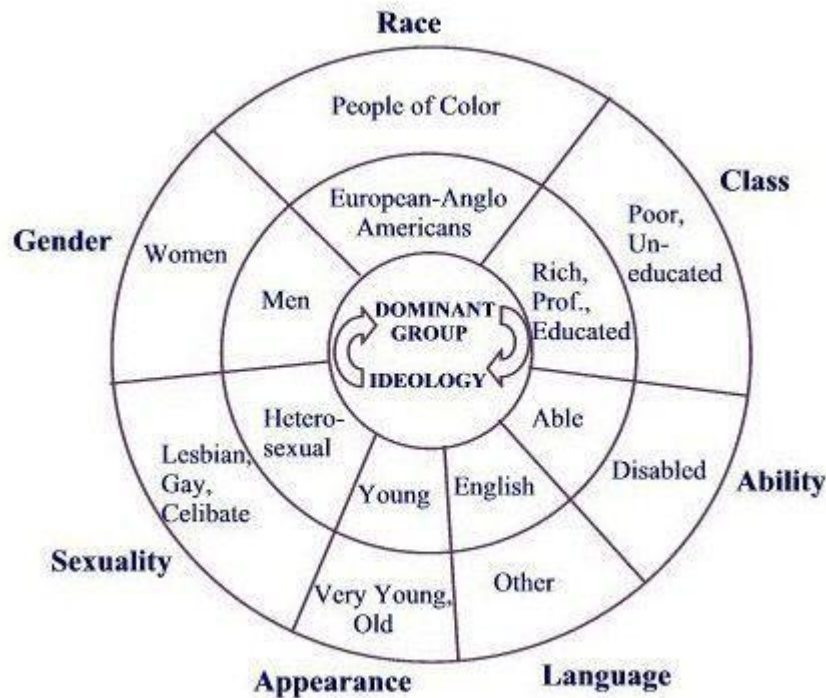 Race
People of Color
European-Anglo
Americans
Class
Poor,
Un-
educated
Rich,
Prof.,
Educated
Gender
Women
Men
DOMINANT
GROUP
IDEOLOGY
Able
Disabled
Ability
Hetero-
sexual
Lesbian,
Gay,
Celibate
Sexuality
Young
Very Young,
Old
Appearance
English
Other
Language